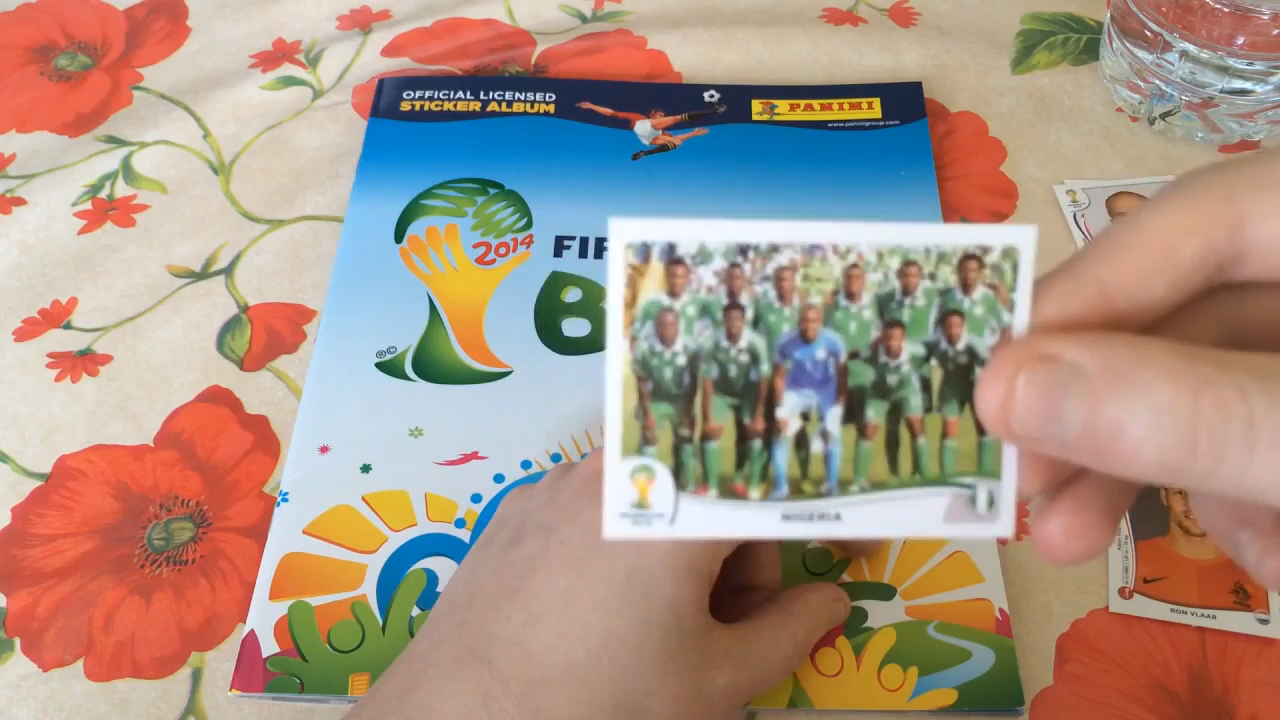 OFFICIAL LICENSED
STICKER ALBUM
PANINI
www.paninigroup.com
2014
FIF
B
®©
NIGERIA
RON VLAAR